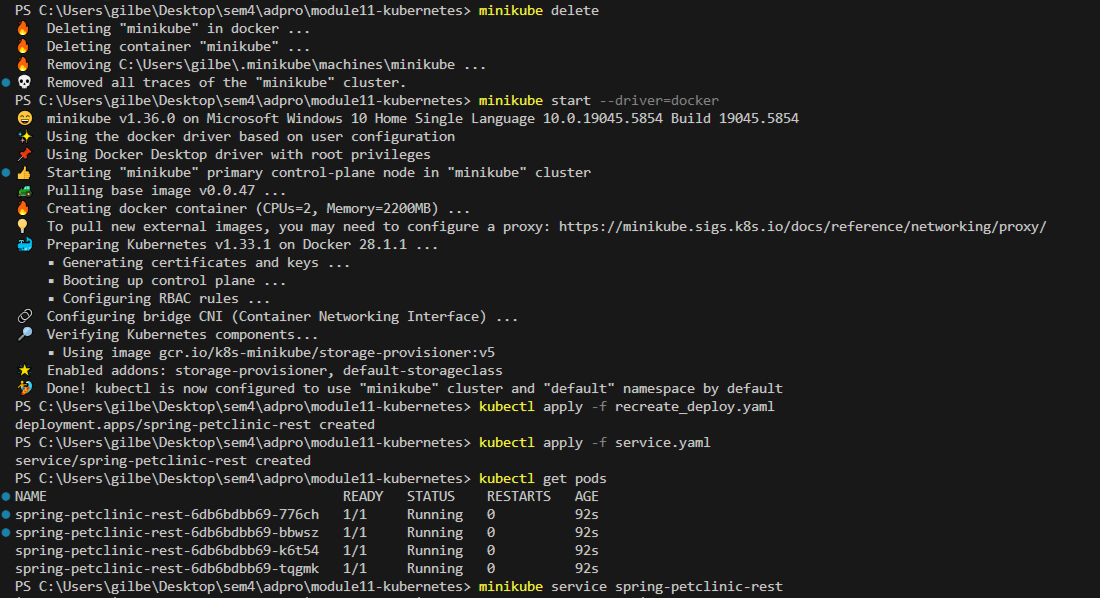 PS C:\Users\gilbe\Desktop\sem4\adpro\module11-kubernetes> minikube delete
Deleting "minikube" in docker ...
Deleting container "minikube" ...
Removing C:\Users\gilbe\.minikube\machines\minikube ...
Removed all traces of the "minikube" cluster.
PS C:\Users\gilbe\Desktop\sem4\adpro\module11-kubernetes> minikube start --driver=docker
minikube v1.36.0 on Microsoft Windows 10 Home Single Language 10.0.19045.5854 Build 19045.5854
Using the docker driver based on user configuration
Using Docker Desktop driver with root privileges
Starting "minikube" primary control-plane node in "minikube" cluster
Pulling base image v0.0.47 ...
Creating docker container (CPUs=2, Memory=2200MB) ...
To pull new external images, you may need to configure a proxy: https://minikube.sigs.k8s.io/docs/reference/networking/proxy/
Preparing Kubernetes v1.33.1 on Docker 28.1.1 ...
▪ Generating certificates and keys ...
▪ Booting up control plane ...
▪ Configuring RBAC rules ...
Configuring bridge CNI (Container Networking Interface) ...
Verifying Kubernetes components...
▪ Using image gcr.io/k8s-minikube/storage-provisioner:v5
Enabled addons: storage-provisioner, default-storageclass
Done! kubectl is now configured to use "minikube" cluster and "default" namespace by default
PS C:\Users\gilbe\Desktop\sem4\adpro\module11-kubernetes> kubectl apply -f recreate_deploy.yaml
deployment.apps/spring-petclinic-rest created
PS C:\Users\gilbe\Desktop\sem4\adpro\module11-kubernetes> kubectl apply -f service.yaml
service/spring-petclinic-rest created
PS C:\Users\gilbe\Desktop\sem4\adpro\module11-kubernetes> kubectl get pods
NAME READY STATUS RESTARTS AGE
spring-petclinic-rest-6db6bdbb69-776ch 1/1 Running 0 92s
spring-petclinic-rest-6db6bdbb69-bbwsz 1/1 Running 0 92s
spring-petclinic-rest-6db6bdbb69-k6t54 1/1 Running 0 92s
spring-petclinic-rest-6db6bdbb69-tqgmk 1/1 Running 0 92s
PS C:\Users\gilbe\Desktop\sem4\adpro\module11-kubernetes> minikube service spring-petclinic-rest